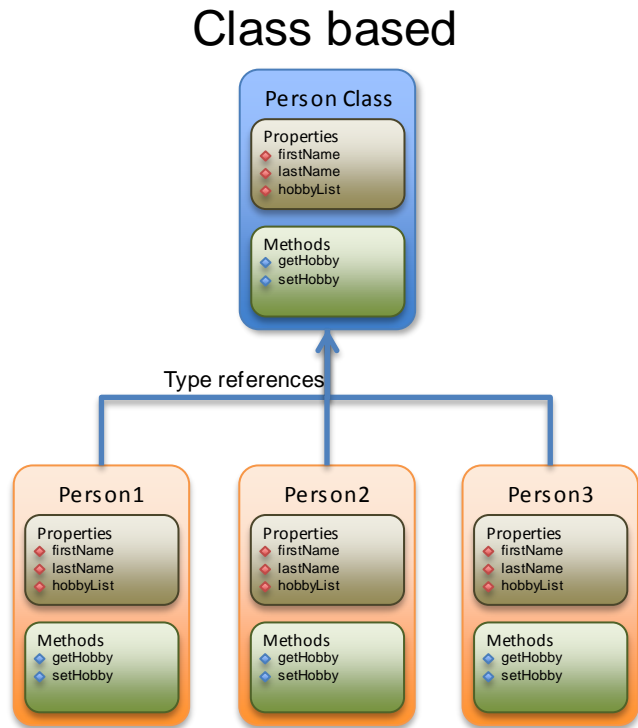 Class based
Person Class
Properties
firstName
lastName
hobbyList
Methods
getHobby
setHobby
Type references
Person1
Properties
firstName
lastName
hobbyList
Methods
getHobby
setHobby
Person2
Properties
firstName
lastName
hobbyList
Methods
getHobby
setHobby
Person3
Properties
firstName
lastName
hobbyList
Methods
getHobby
setHobby